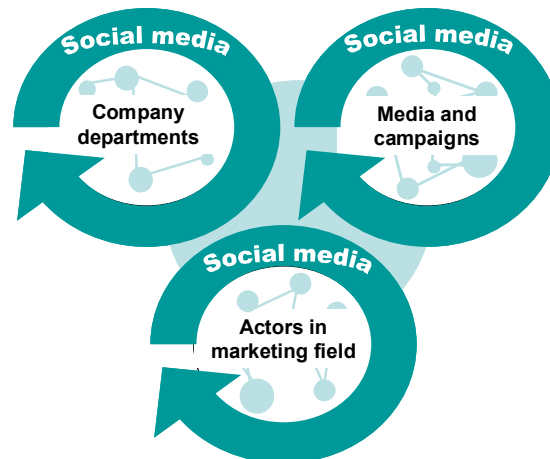 Social media
Company
departments
Social media
Media and
campaigns
Social media
Actors in
marketing field